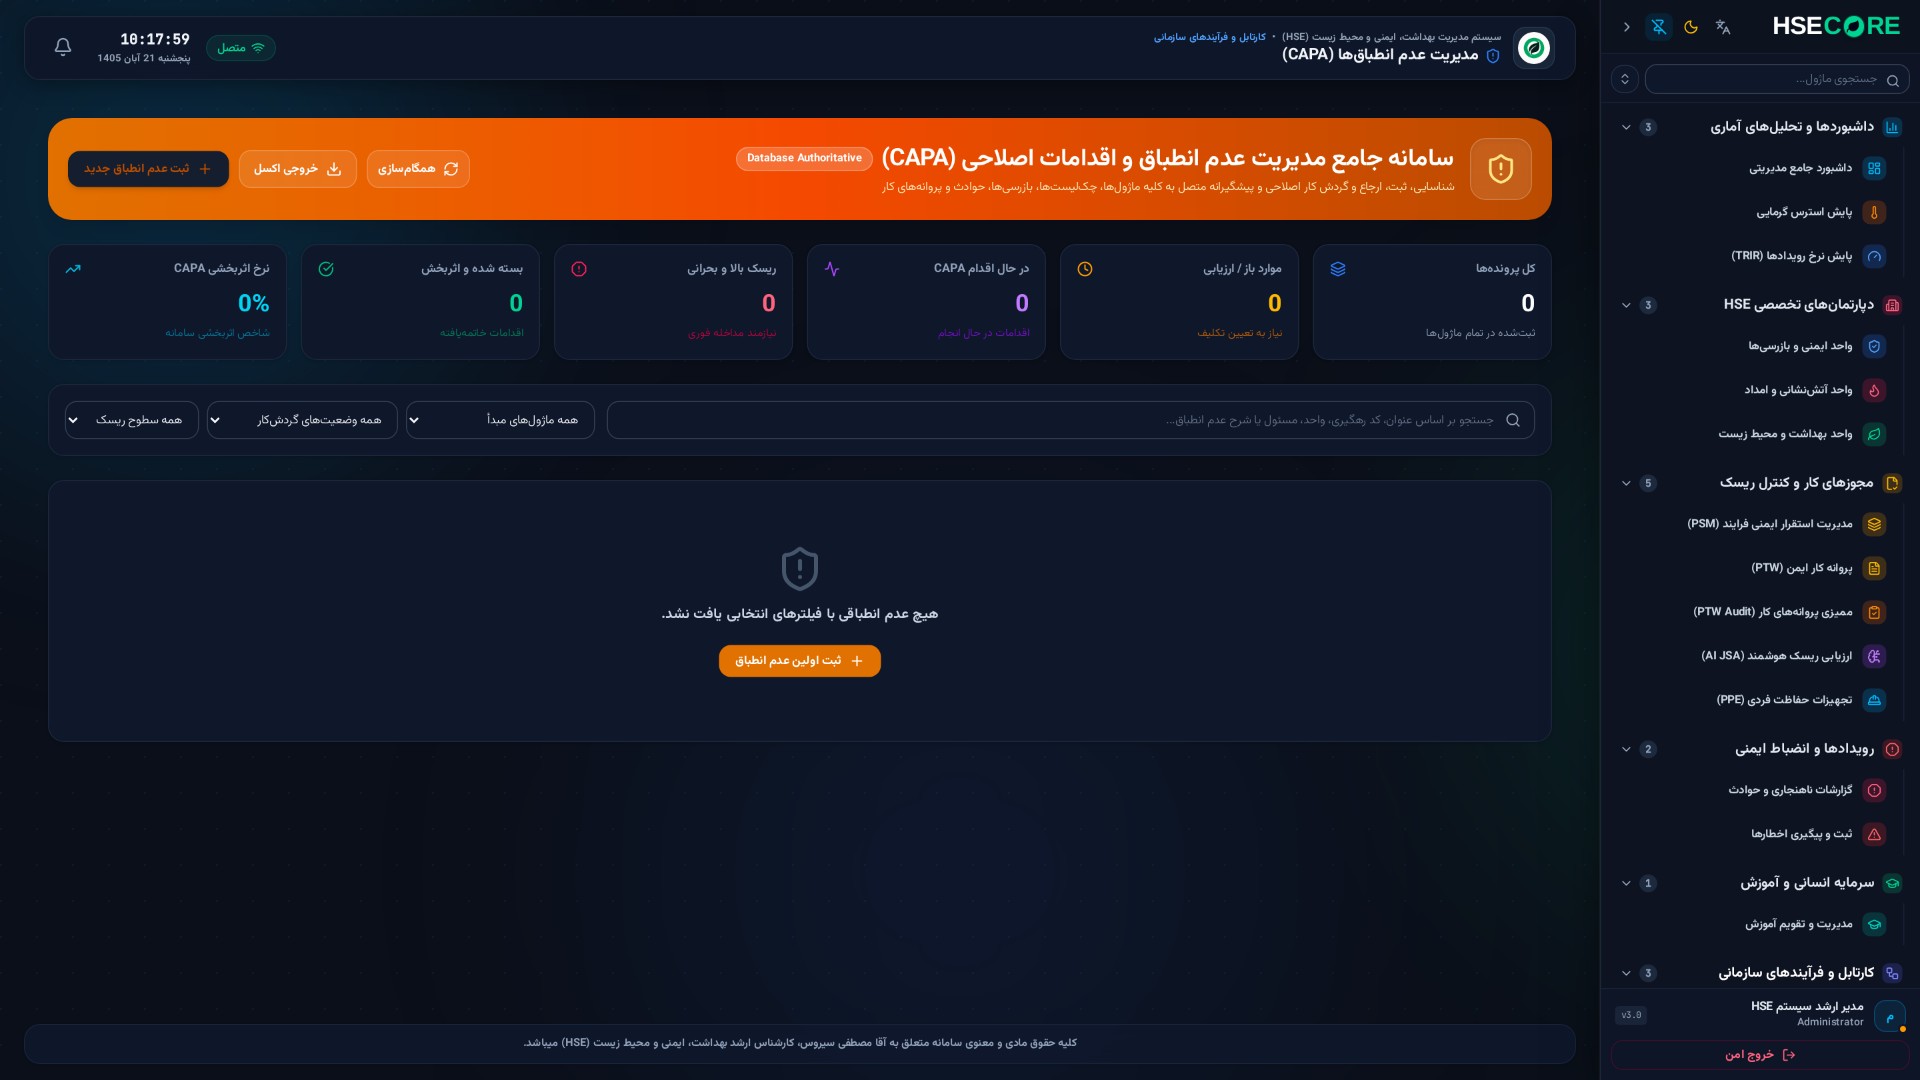 HSECORE
جستجوی ماژول...
داشبوردها و تحلیل‌های آماری
3
داشبورد جامع مدیریتی
پایش استرس گرمایی
پایش نرخ رویدادها (TRIR)
دپارتمان‌های تخصصی HSE
3
واحد ایمنی و بازرسی‌ها
واحد آتش‌نشانی و امداد
واحد بهداشت و محیط زیست
مجوزهای کار و کنترل ریسک
5
مدیریت استقرار ایمنی فرایند (PSM)
پروانه کار ایمن (PTW)
ممیزی پروانه‌های کار (PTW Audit)
ارزیابی ریسک هوشمند (AI JSA)
تجهیزات حفاظت فردی (PPE)
رویدادها و انضباط ایمنی
2
گزارشات ناهنجاری و حوادث
ثبت و پیگیری اخطارها
سرمایه انسانی و آموزش
1
مدیریت و تقویم آموزش
کارتابل و فرآیندهای سازمانی
3
م
مدیر ارشد سیستم HSE
Administrator
v3.0
خروج امن
سیستم مدیریت بهداشت، ایمنی و محیط زیست (HSE) • کارتابل و فرآیندهای سازمانی
مدیریت عدم انطباق‌ها (CAPA)
متصل
10:17:59
پنجشنبه 21 آبان 1405
سامانه جامع مدیریت عدم انطباق و اقدامات اصلاحی (CAPA)
Database Authoritative
شناسایی، ثبت، ارجاع و گردش کار اصلاحی و پیشگیرانه متصل به کلیه ماژول‌ها، چک‌لیست‌ها، بازرسی‌ها، حوادث و پروانه‌های کار
همگام‌سازی
خروجی اکسل
ثبت عدم انطباق جدید
کل پرونده‌ها
0
ثبت‌شده در تمام ماژول‌ها
موارد باز / ارزیابی
0
نیاز به تعیین تکلیف
در حال اقدام CAPA
0
اقدامات در حال انجام
ریسک بالا و بحرانی
0
نیازمند مداخله فوری
بسته شده و اثربخش
0
اقدامات خاتمه‌یافته
نرخ اثربخشی CAPA
0%
شاخص اثربخشی سامانه
جستجو بر اساس عنوان، کد رهگیری، واحد، مسئول یا شرح عدم انطباق...
همه ماژول‌های مبدأ
همه وضعیت‌های گردش‌کار
همه سطوح ریسک
هیچ عدم انطباقی با فیلترهای انتخابی یافت نشد.
ثبت اولین عدم انطباق
کلیه حقوق مادی و معنوی سامانه متعلق به آقا مصطفی سیروس، کارشناس ارشد بهداشت، ایمنی و محیط زیست (HSE) میباشد.